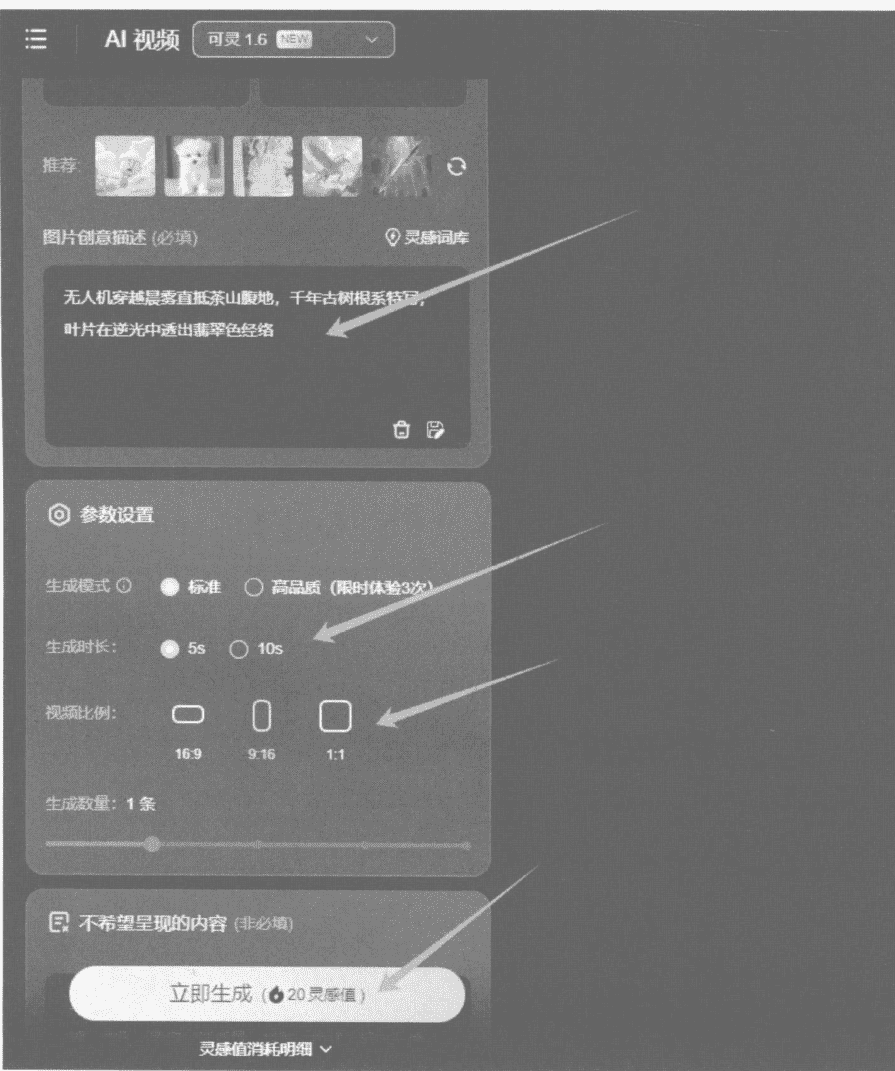 AI 视频 可灵 1.6 NEW
推荐:
图片创意描述 (必填) 灵感词库
无人机穿越晨雾直抵茶山腹地，千年古树根系特写，
叶片在逆光中透出翡翠色经络
参数设置
生成模式 标准 高品质（限时体验3次）
生成时长： 5s 10s
视频比例：
16:9 9:16 1:1
生成数量：1 条
不希望呈现的内容 (非必填)
立即生成 (20 灵感值)
灵感值消耗明细